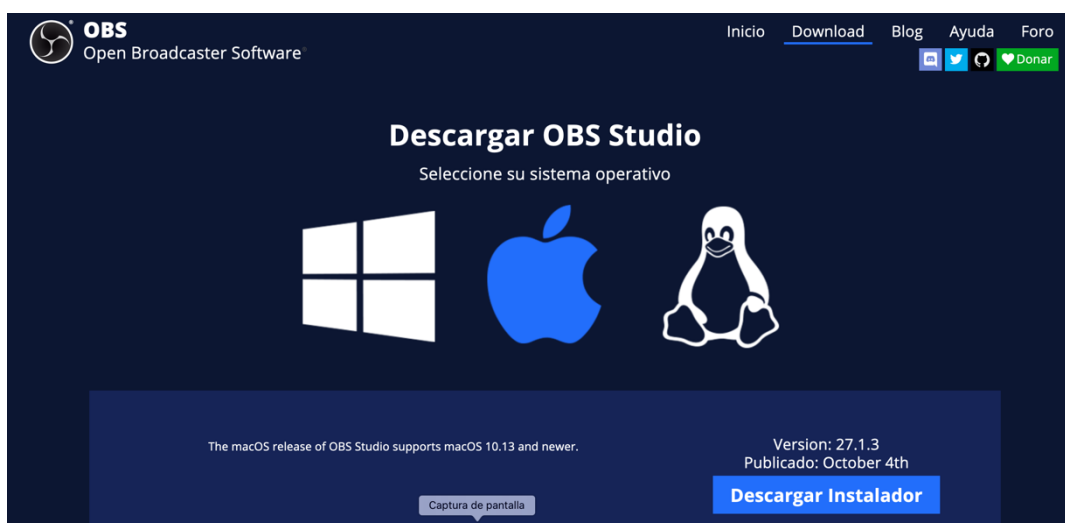 OBS
Open Broadcaster Software
Inicio Download Blog Ayuda Foro
Donar
Descargar OBS Studio
Seleccione su sistema operativo
The macOS release of OBS Studio supports macOS 10.13 and newer.
Version: 27.1.3
Publicado: October 4th
Descargar Instalador
Captura de pantalla